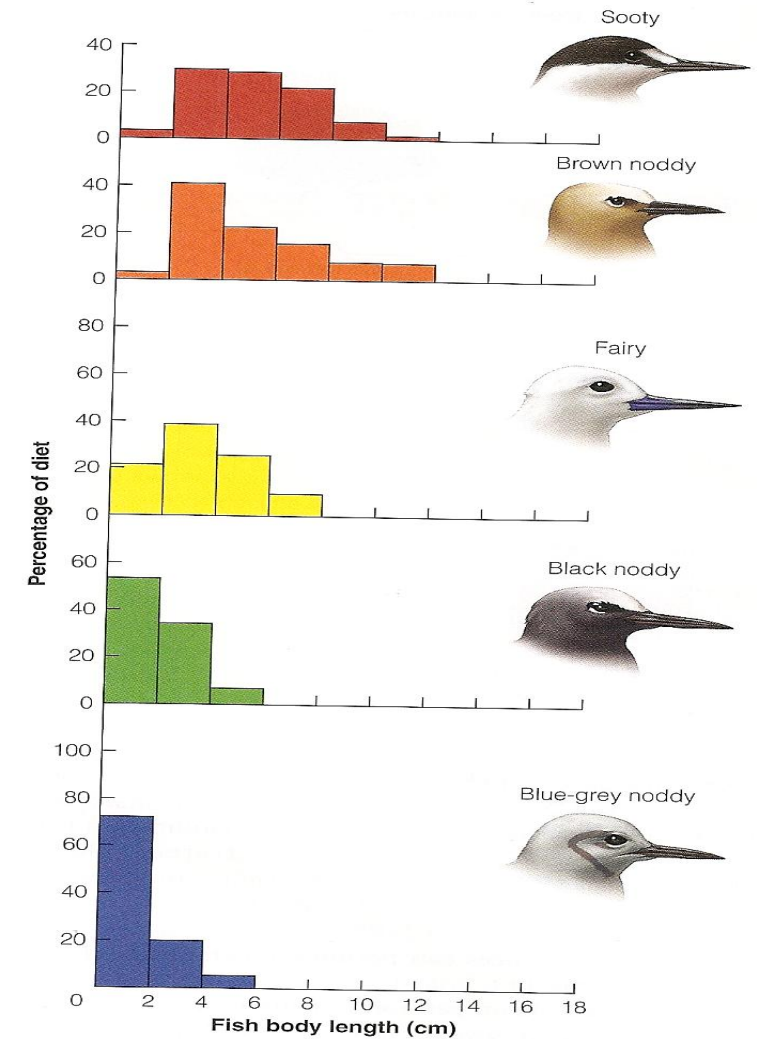 Sooty
40
20
0
Brown noddy
40
20
0
Fairy
80
60
40
20
0
Black noddy
60
40
20
0
Blue-grey noddy
100
80
60
40
20
0 2 4 6 8 10 12 14 16 18
Fish body length (cm)
Percentage of diet